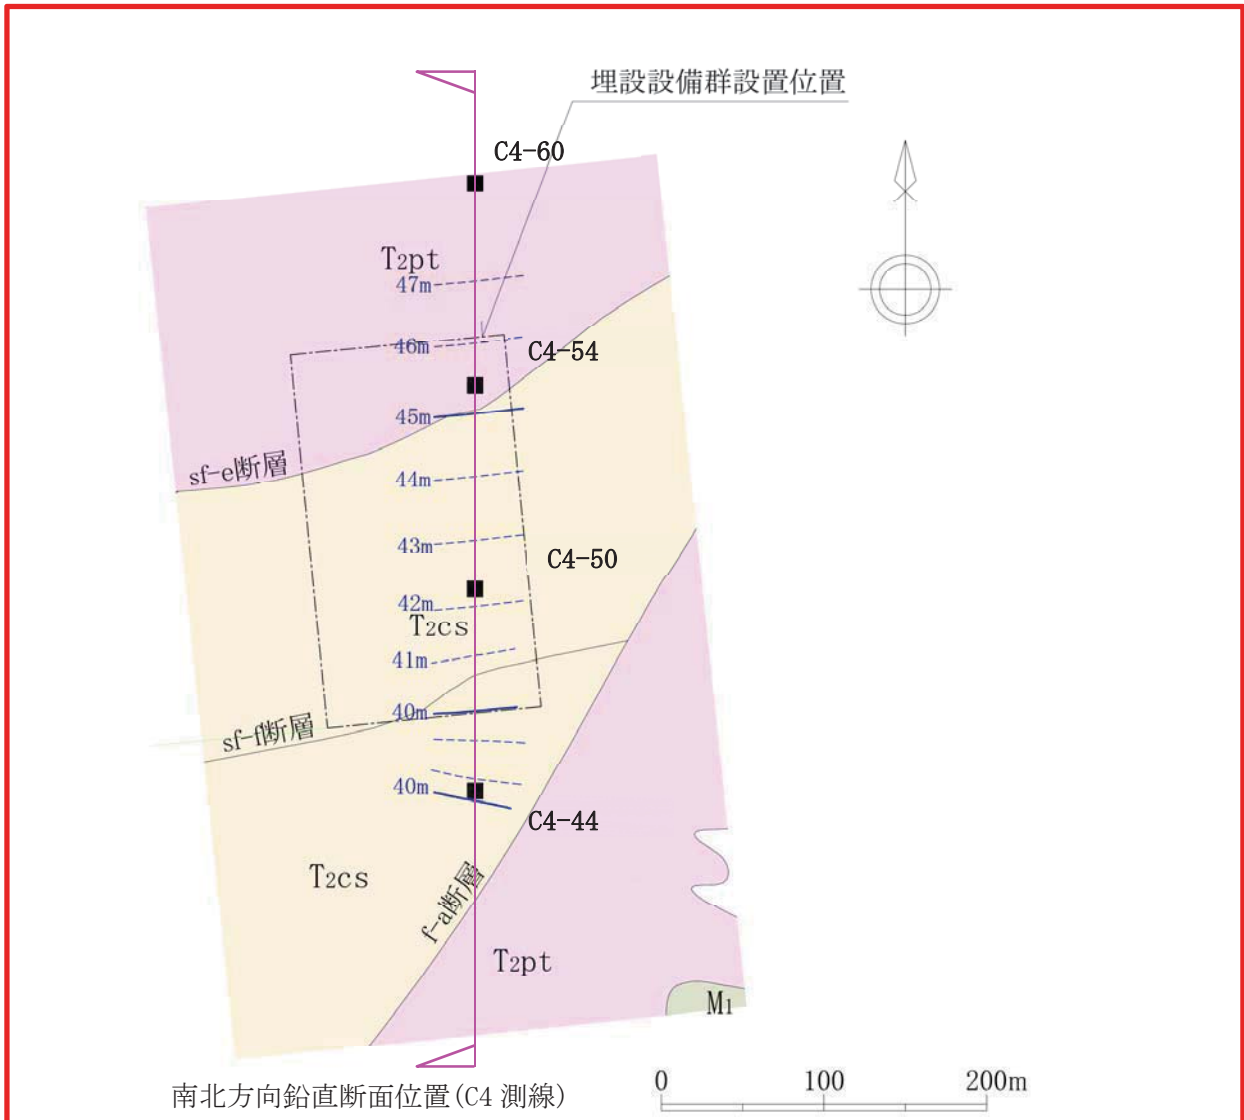 埋設設備群設置位置
C4-60
T2pt
47m
46m
C4-54
45m
sf-e断層
44m
43m
C4-50
42m
T2cs
41m
40m
sf-f断層
40m
C4-44
T2cs
f-a断層
T2pt
M1
南北方向鉛直断面位置(C4 測線)
0 100 200m